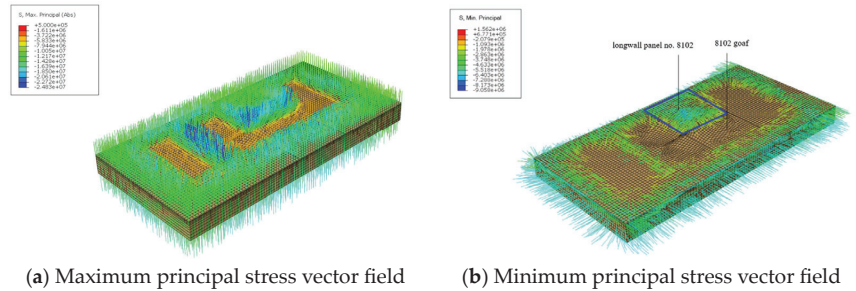 S, Max. Principal (Abs)
+5.000e+05
-1.611e+06
-3.722e+06
-5.833e+06
-7.944e+06
-1.005e+07
-1.217e+07
-1.428e+07
-1.639e+07
-1.850e+07
-2.061e+07
-2.272e+07
-2.483e+07
S, Min. Principal
+1.562e+06
+6.771e+05
-2.079e+05
-1.093e+06
-1.978e+06
-2.863e+06
-3.748e+06
-4.633e+06
-5.518e+06
-6.403e+06
-7.288e+06
-8.173e+06
-9.058e+06
longwall panel no. 8102
8102 goaf
(a) Maximum principal stress vector field
(b) Minimum principal stress vector field